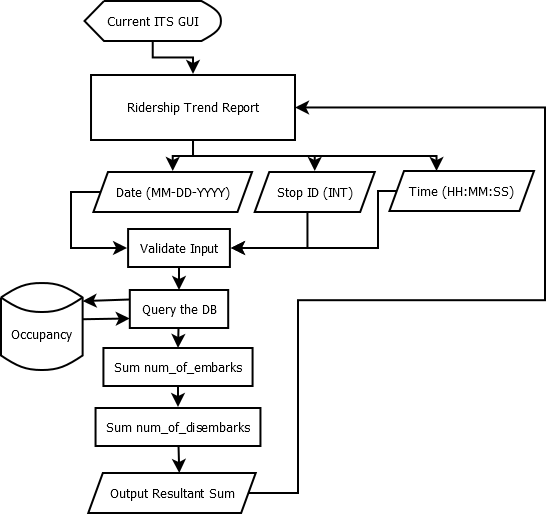 Current ITS GUI
Ridership Trend Report
Date (MM-DD-YYYY)
Stop ID (INT)
Time (HH:MM:SS)
Validate Input
Query the DB
Occupancy
Sum num_of_embarks
Sum num_of_disembarks
Output Resultant Sum